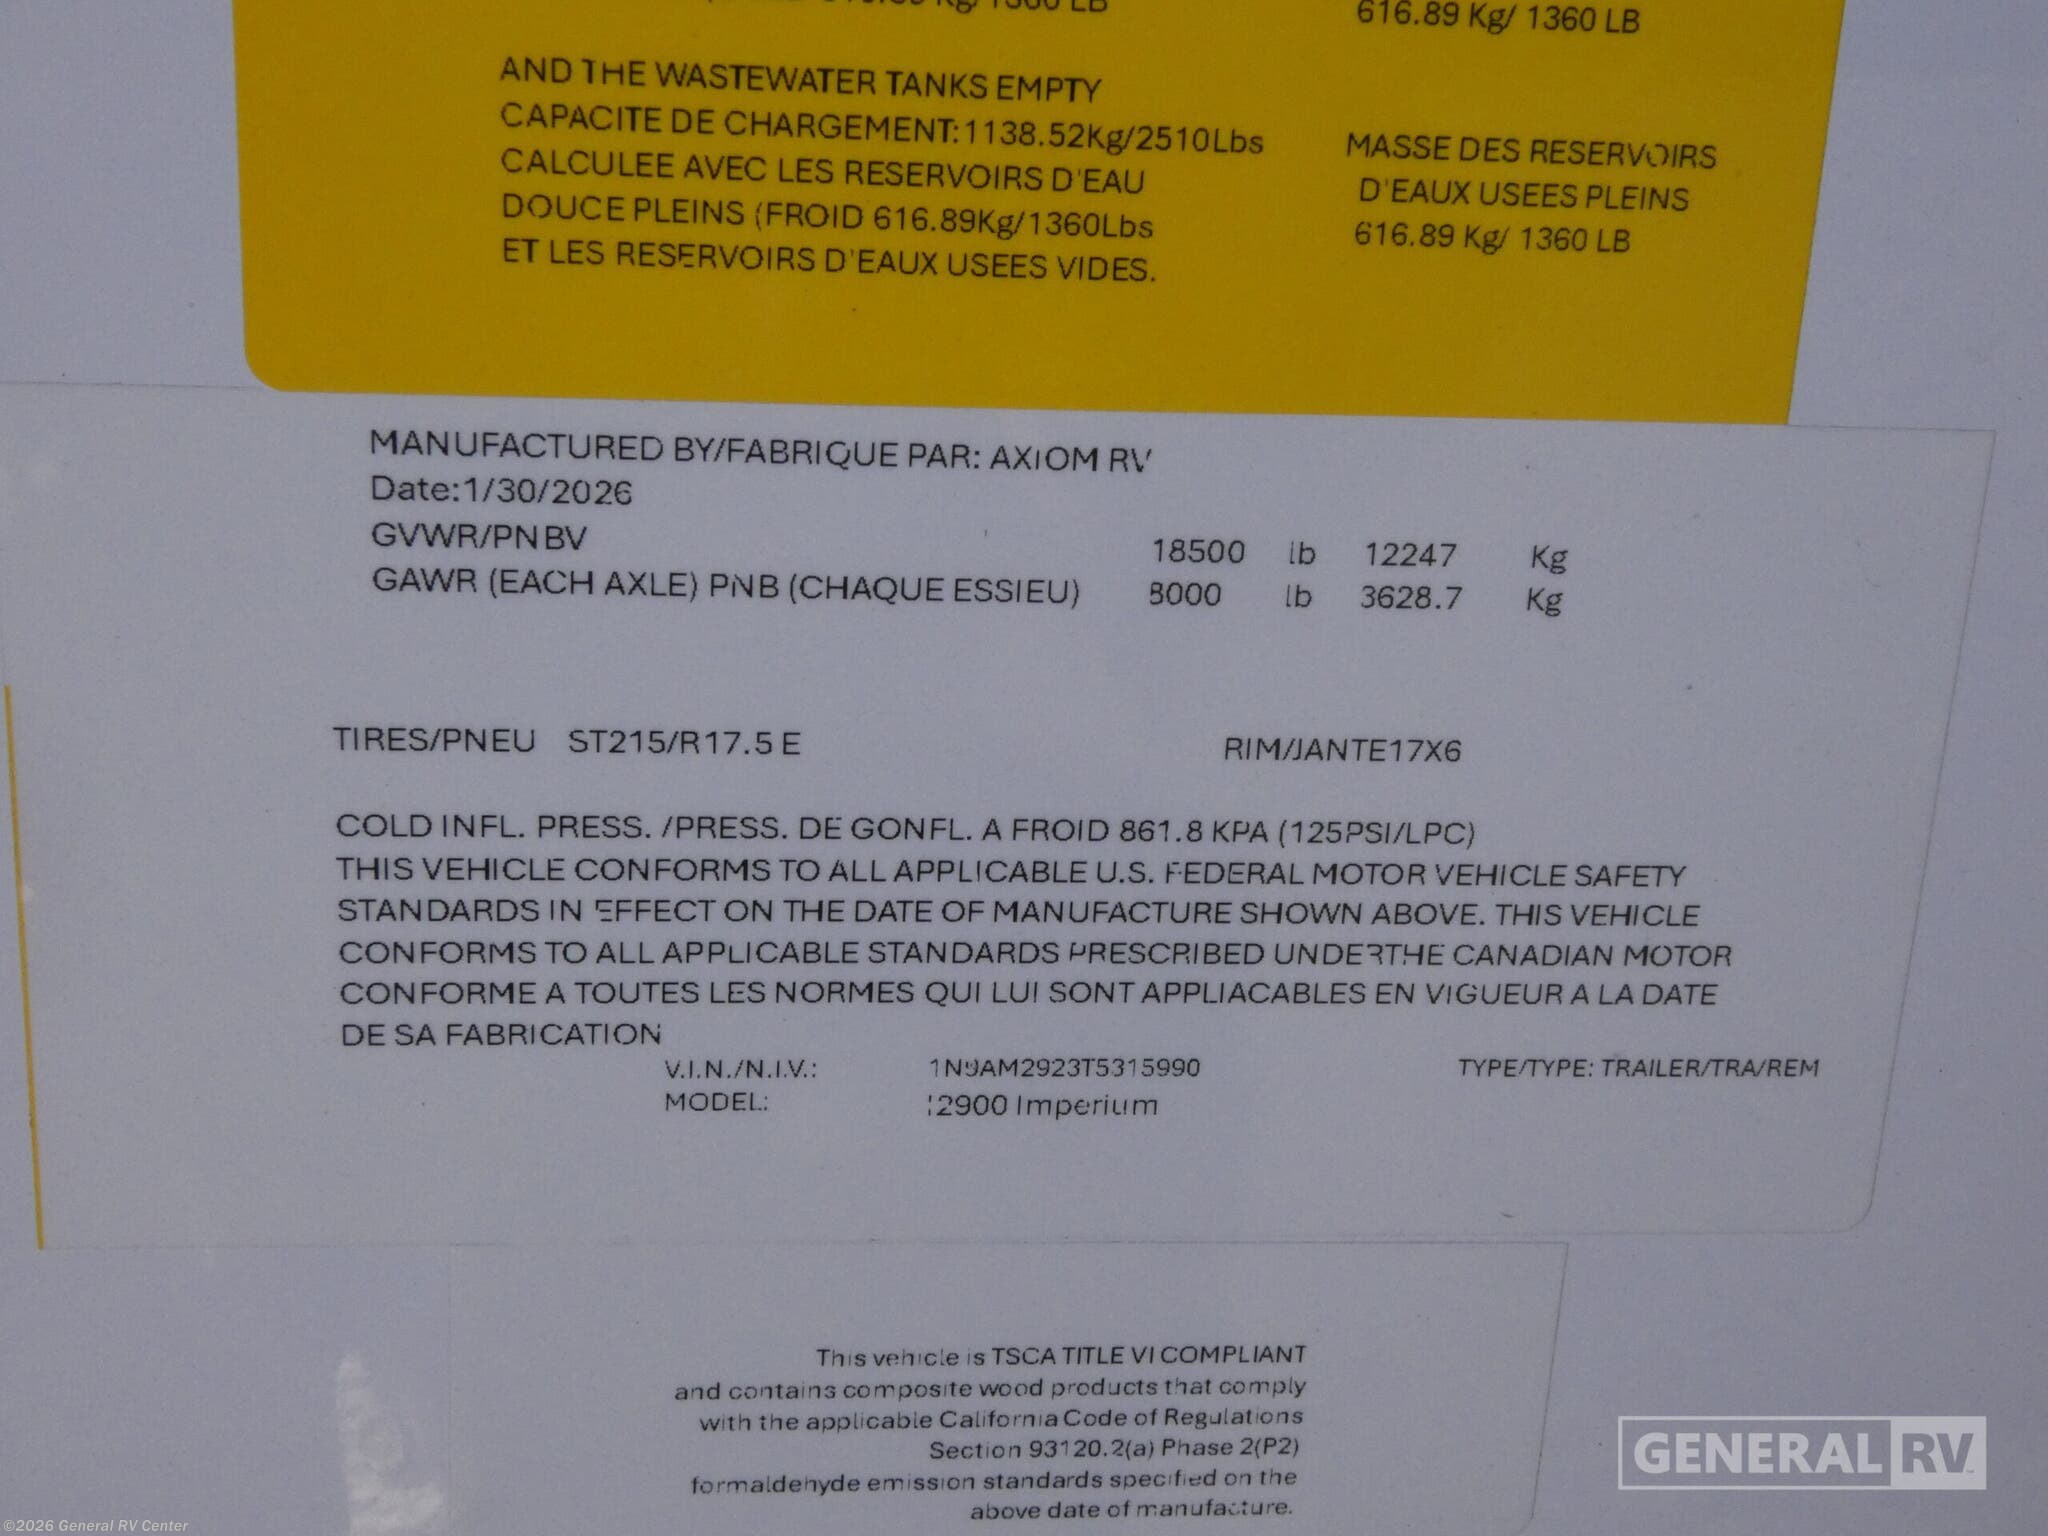 616.89 Kg/ 1360 LB
AND THE WASTEWATER TANKS EMPTY
CAPACITE DE CHARGEMENT:1138.52Kg/2510Lbs
CALCULEE AVEC LES RESERVOIRS D'EAU
DOUCE PLEINS (FROID 616.89Kg/1360Lbs
ET LES RESERVOIRS D'EAUX USEES VIDES.
MASSE DES RESERVOIRS
D'EAUX USEES PLEINS
616.89 Kg/ 1360 LB
MANUFACTURED BY/FABRIQUE PAR: AXIOM RV
Date:1/30/2026
GVWR/PNBV 18500 lb 12247 Kg
GAWR (EACH AXLE) PNB (CHAQUE ESSIEU) 8000 lb 3628.7 Kg
TIRES/PNEU ST215/R17.5 E RIM/JANTE17X6
COLD INFL. PRESS. /PRESS. DE GONFL. A FROID 861.8 KPA (125PSI/LPC)
THIS VEHICLE CONFORMS TO ALL APPLICABLE U.S. FEDERAL MOTOR VEHICLE SAFETY
STANDARDS IN EFFECT ON THE DATE OF MANUFACTURE SHOWN ABOVE. THIS VEHICLE
CONFORMS TO ALL APPLICABLE STANDARDS PRESCRIBED UNDER THE CANADIAN MOTOR
CONFORME A TOUTES LES NORMES QUI LUI SONT APPLIACABLES EN VIGUEUR A LA DATE
DE SA FABRICATION
V.I.N./N.I.V.: 1N9AM2923T5315990 TYPE/TYPE: TRAILER/TRA/REM
MODEL: I2900 Imperium
This vehicle is TSCA TITLE VI COMPLIANT
and contains composite wood products that comply
with the applicable California Code of Regulations
Section 93120.2(a) Phase 2(P2)
formaldehyde emission standards specified on the
above date of manufacture.
GENERAL RV
©2026 General RV Center